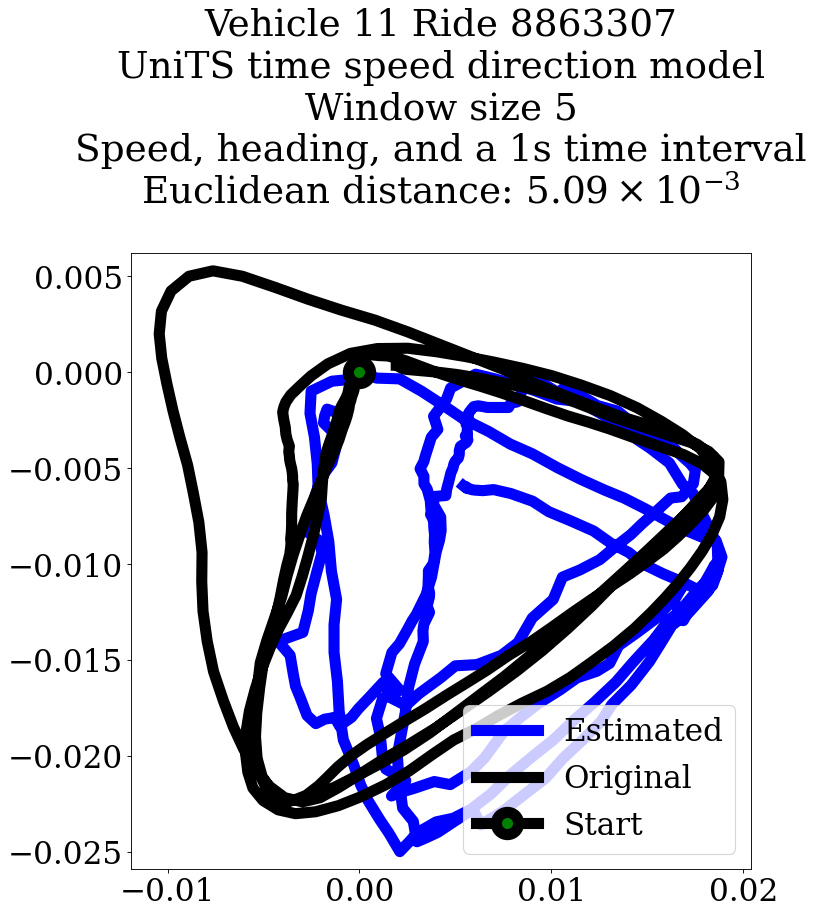 Vehicle 11 Ride 8863307
UniTS time speed direction model
Window size 5
Speed, heading, and a 1s time interval
Euclidean distance: 5.09 × 10⁻³
0.005
0.000
−0.005
−0.010
−0.015
−0.020
−0.025
Estimated
Original
Start
−0.01
0.00
0.01
0.02